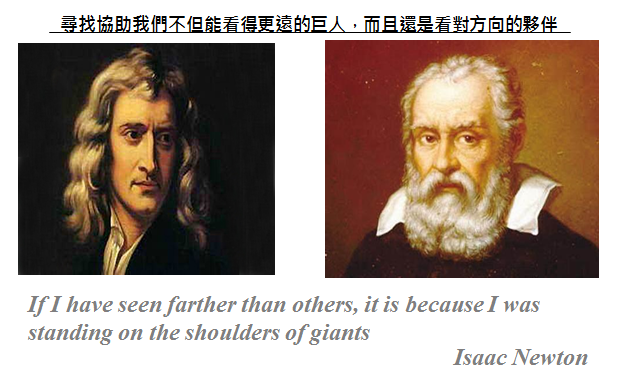 尋找協助我們不但能看得更遠的巨人，而且還是看對方向的夥伴
If I have seen farther than others, it is because I was
standing on the shoulders of giants
Isaac Newton